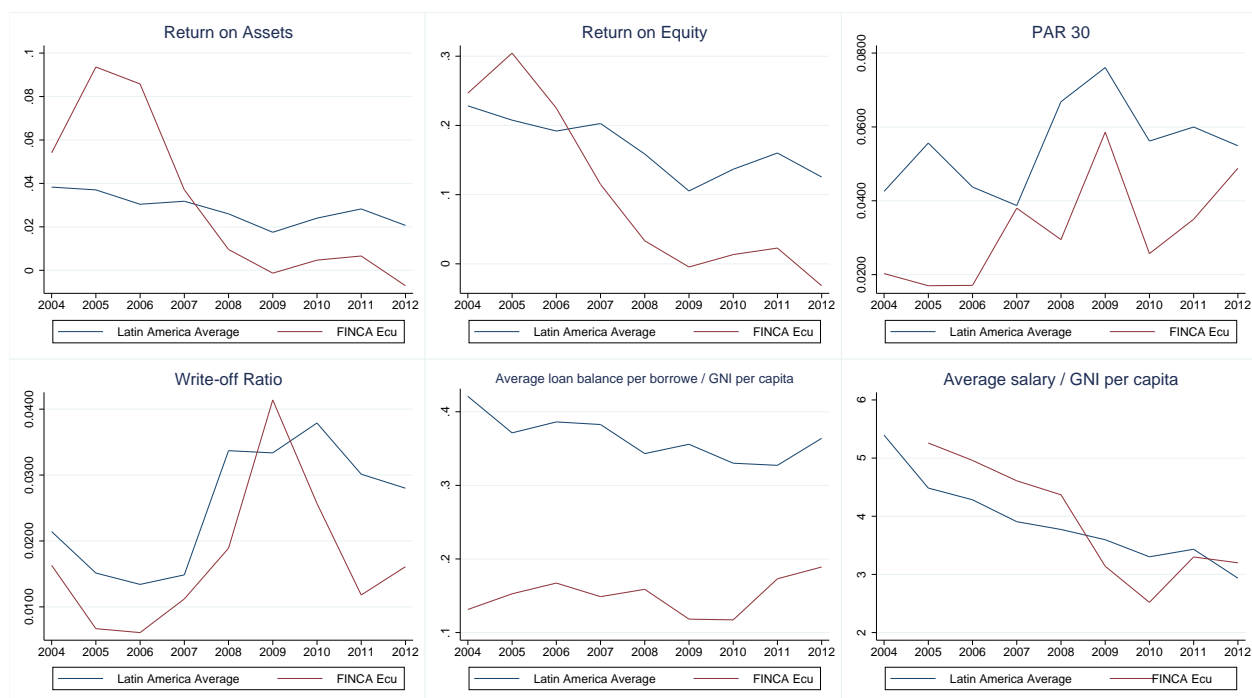 Return on Assets
.1
.08
.06
.04
.02
0
2004 2005 2006 2007 2008 2009 2010 2011 2012
Latin America Average FINCA Ecu
Return on Equity
.3
.2
.1
0
2004 2005 2006 2007 2008 2009 2010 2011 2012
Latin America Average FINCA Ecu
PAR 30
0.0800
0.0600
0.0400
0.0200
2004 2005 2006 2007 2008 2009 2010 2011 2012
Latin America Average FINCA Ecu
Write-off Ratio
0.0400
0.0300
0.0200
0.0100
2004 2005 2006 2007 2008 2009 2010 2011 2012
Latin America Average FINCA Ecu
Average loan balance per borrowe / GNI per capita
.4
.3
.2
.1
2004 2005 2006 2007 2008 2009 2010 2011 2012
Latin America Average FINCA Ecu
Average salary / GNI per capita
6
5
4
3
2
2004 2005 2006 2007 2008 2009 2010 2011 2012
Latin America Average FINCA Ecu